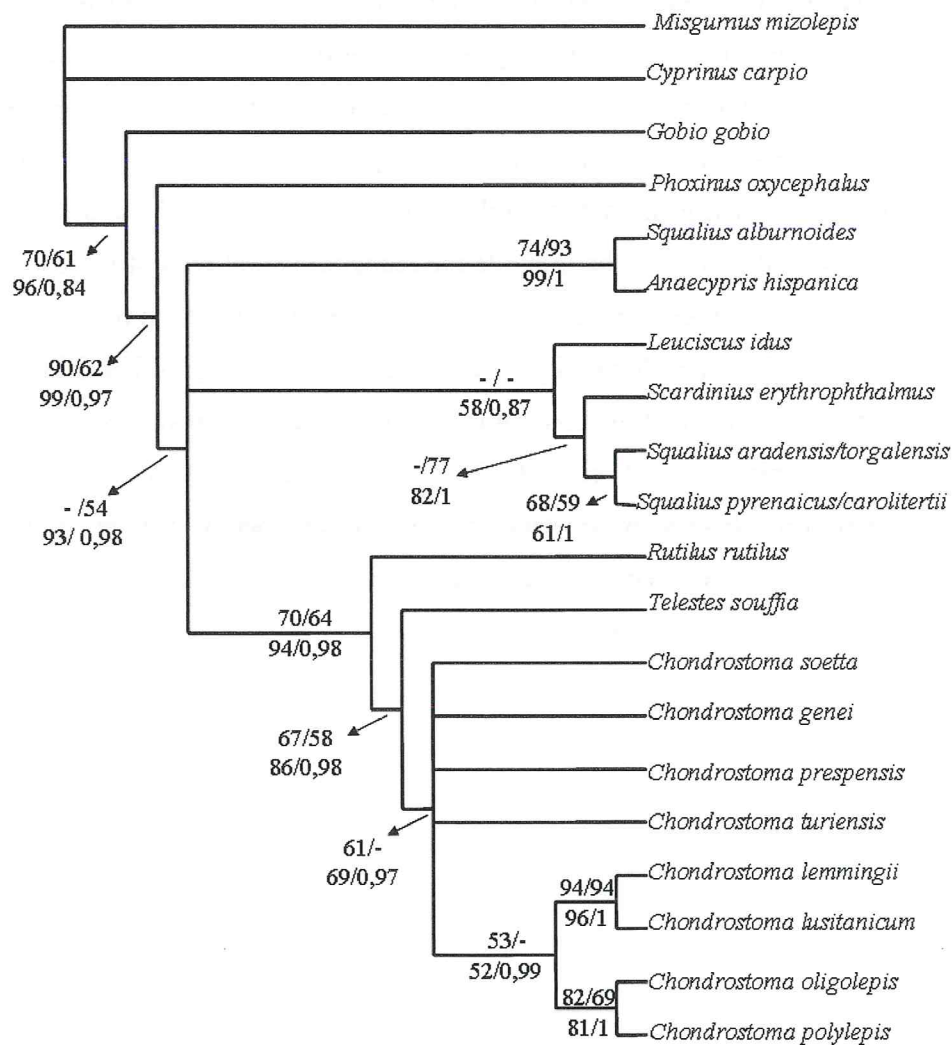 Misgurnus mizolepis
Cyprinus carpio
Gobio gobio
Phoxinus oxycephalus
70/61
96/0,84
74/93
99/1
Squalius alburnoides
Anaecypris hispanica
90/62
99/0,97
Leuciscus idus
- / -
58/0,87
Scardinius erythrophthalmus
-/77
82/1
Squalius aradensis/torgalensis
68/59
61/1
Squalius pyrenaicus/carolitertii
- /54
93/ 0,98
Rutilus rutilus
70/64
94/0,98
Telestes souffia
Chondrostoma soetta
67/58
86/0,98
Chondrostoma genei
Chondrostoma prespensis
61/-
69/0,97
Chondrostoma turiensis
94/94
96/1
Chondrostoma lemmingii
Chondrostoma lusitanicum
53/-
52/0,99
82/69
81/1
Chondrostoma oligolepis
Chondrostoma polylepis